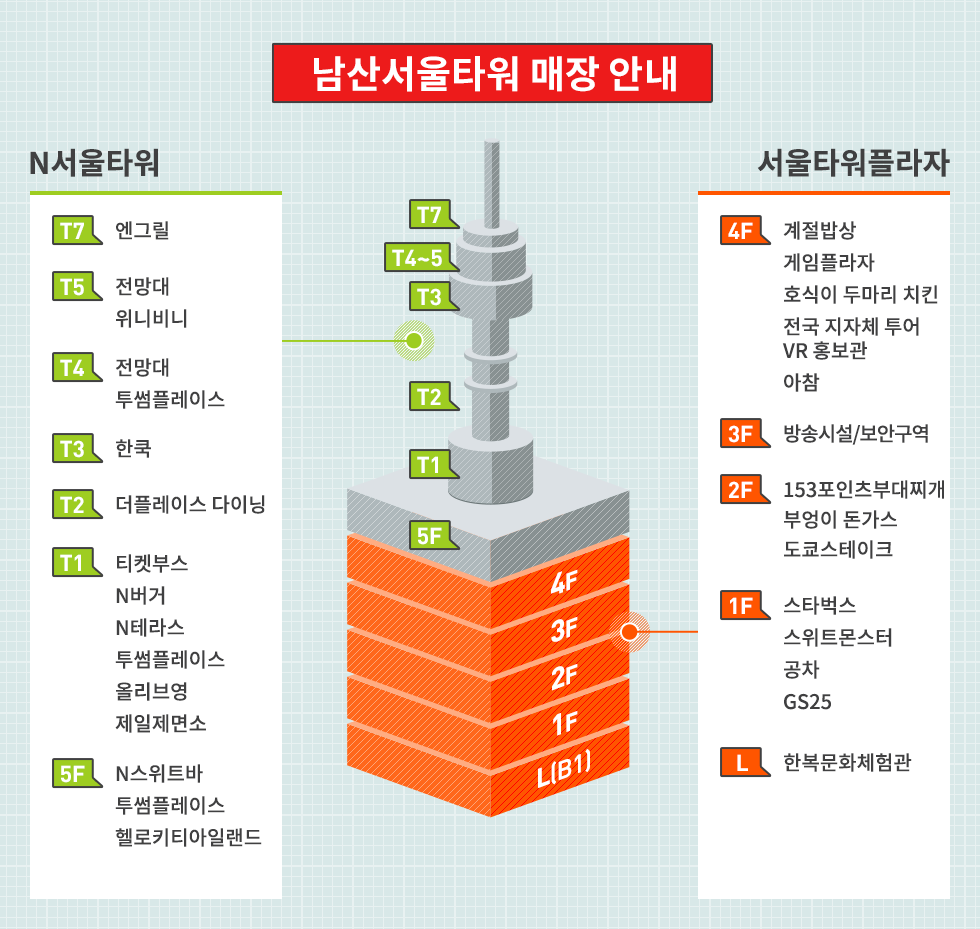 남산서울타워 매장 안내
N서울타워
T7 엔그릴
T5 전망대
위니비니
T4 전망대
투썸플레이스
T3 한쿡
T2 더플레이스 다이닝
T1 티켓부스
N버거
N테라스
투썸플레이스
올리브영
제일제면소
5F N스위트바
투썸플레이스
헬로키티아일랜드
T7
T4~5
T3
T2
T1
5F
4F
3F
2F
1F
L(B1)
서울타워플라자
4F 계절밥상
게임플라자
호식이 두마리 치킨
전국 지자체 투어
VR 홍보관
아참
3F 방송시설/보안구역
2F 153포인츠부대찌개
부엉이 돈가스
도쿄스테이크
1F 스타벅스
스위트몬스터
공차
GS25
L 한복문화체험관